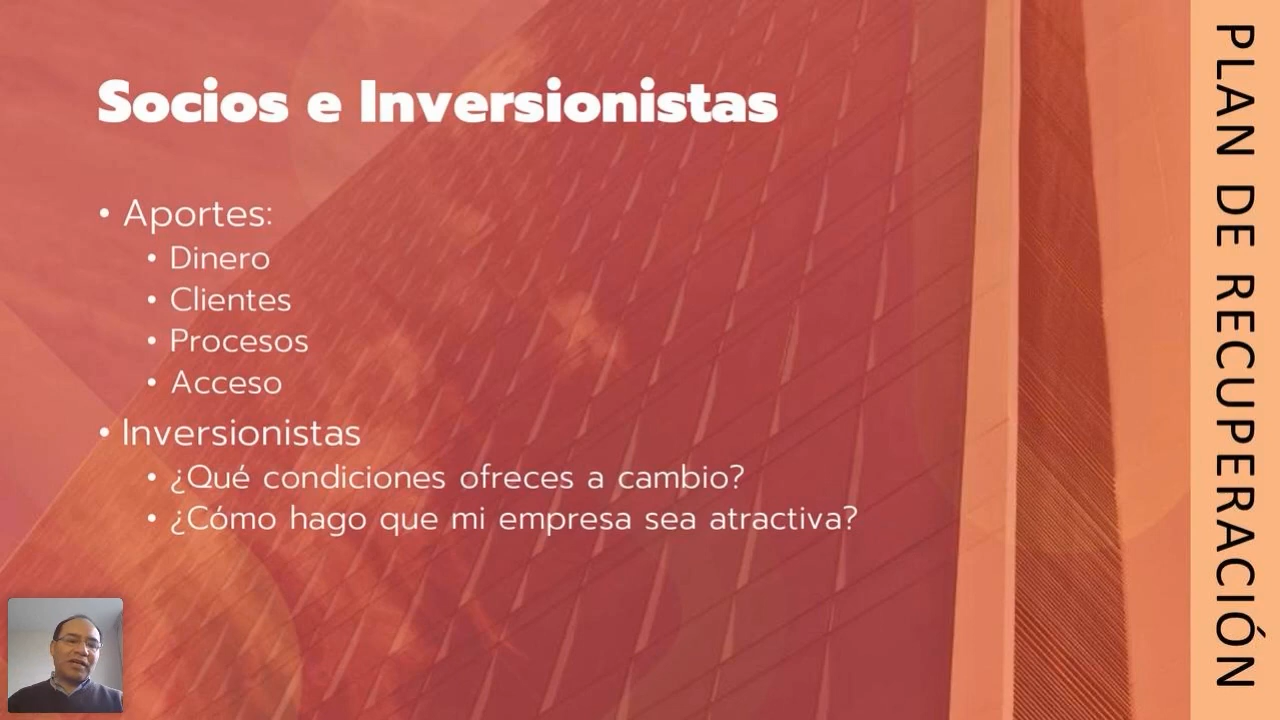 Socios e Inversionistas
• Aportes:
• Dinero
• Clientes
• Procesos
• Acceso
• Inversionistas
• ¿Qué condiciones ofreces a cambio?
• ¿Cómo hago que mi empresa sea atractiva?
PLAN DE RECUPERACIÓN